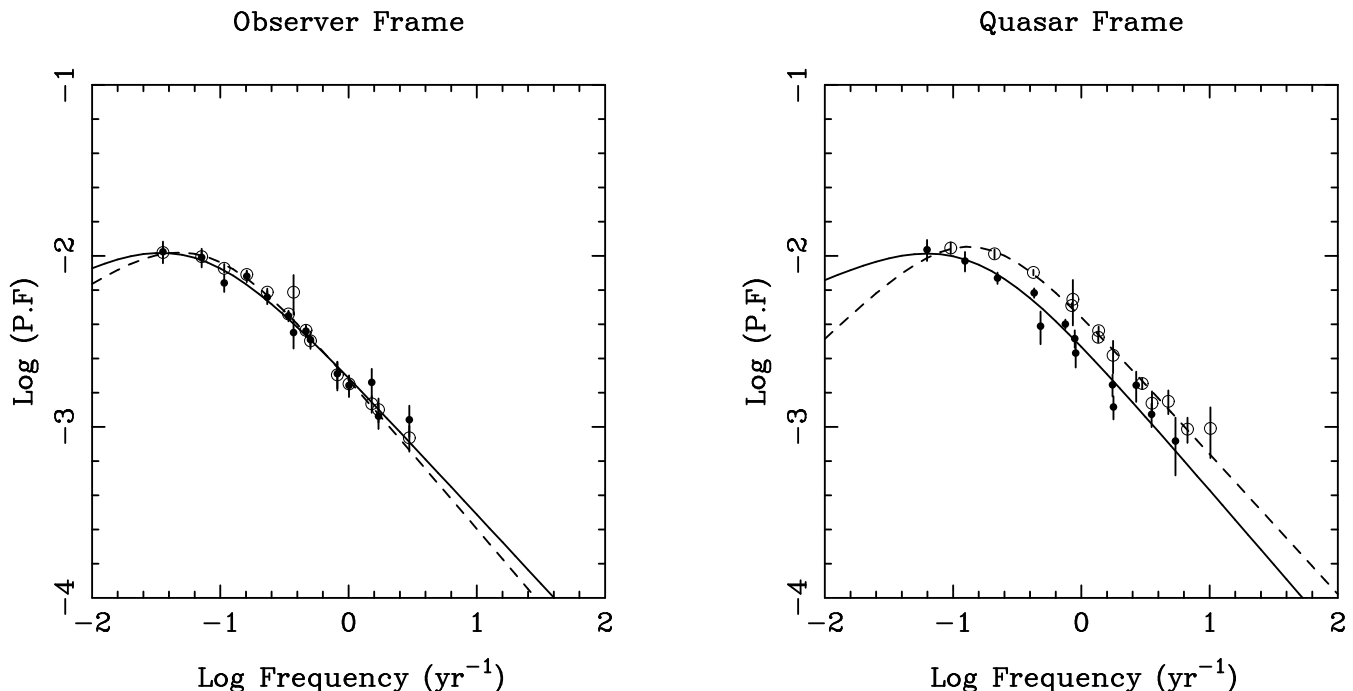 Observer Frame
Log (P.F)
-1
-2
-3
-4
-2 -1 0 1 2
Log Frequency (yr⁻¹)
Quasar Frame
Log (P.F)
-1
-2
-3
-4
-2 -1 0 1 2
Log Frequency (yr⁻¹)